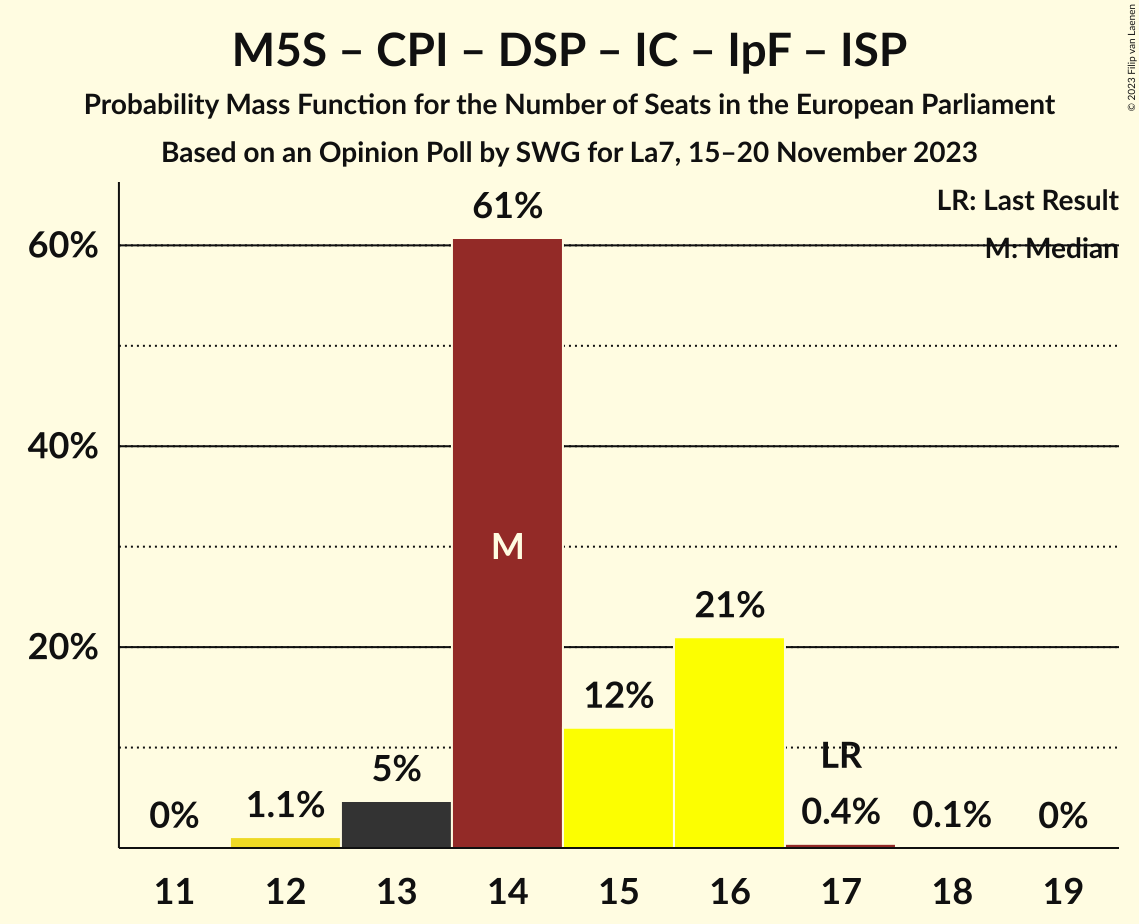 M5S – CPI – DSP – IC – IpF – ISP
Probability Mass Function for the Number of Seats in the European Parliament
Based on an Opinion Poll by SWG for La7, 15–20 November 2023
© 2023 Filip van Laenen
LR: Last Result
M: Median
61%
60%
40%
M
21%
20%
12%
LR
5%
1.1%
0%
0.4%
0.1%
0%
11 12 13 14 15 16 17 18 19